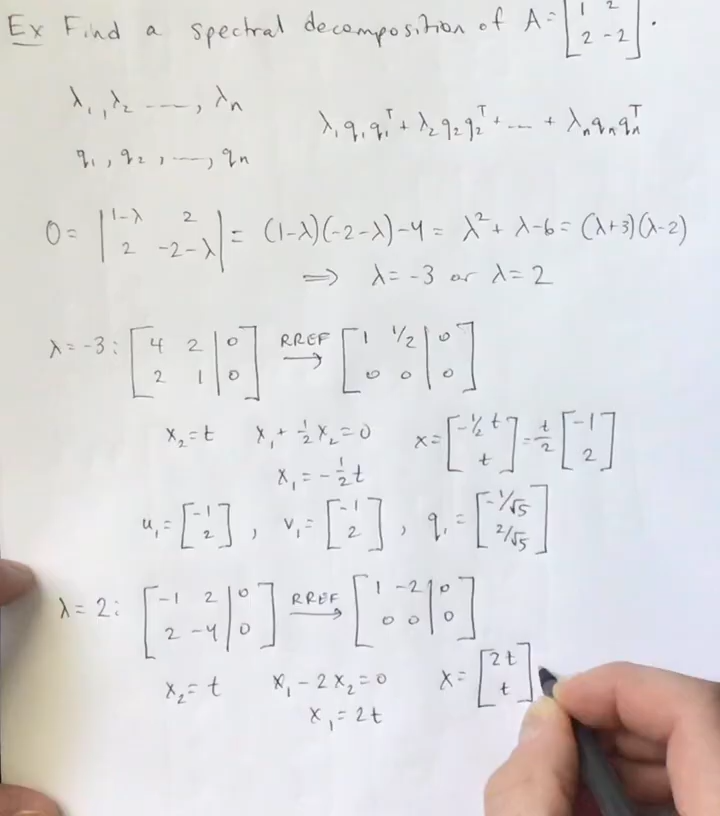 Ex Find a spectral decomposition of A = [1 2; 2 -2].
λ₁, λ₂ ..., λₙ
λ₁q₁q₁ᵀ + λ₂q₂q₂ᵀ + ... + λₙqₙqₙᵀ
q₁, q₂, ..., qₙ
0 = |1-λ 2; 2 -2-λ| = (1-λ)(-2-λ)-4 = λ² + λ-6 = (λ+3)(λ-2)
⟹ λ = -3 or λ = 2
λ = -3: [4 2 | 0; 2 1 | 0] RREF → [1 1/2 | 0; 0 0 | 0]
x₂ = t x₁ + 1/2 x₂ = 0 x = [-1/2 t; t] = t/2 [-1; 2]
x₁ = -1/2 t
u₁ = [-1; 2], v₁ = [-1; 2], q₁ = [-1/√5; 2/√5]
λ = 2: [-1 2 | 0; 2 -4 | 0] RREF → [1 -2 | 0; 0 0 | 0]
x₂ = t x₁ - 2x₂ = 0 x = [2t; t]
x₁ = 2t